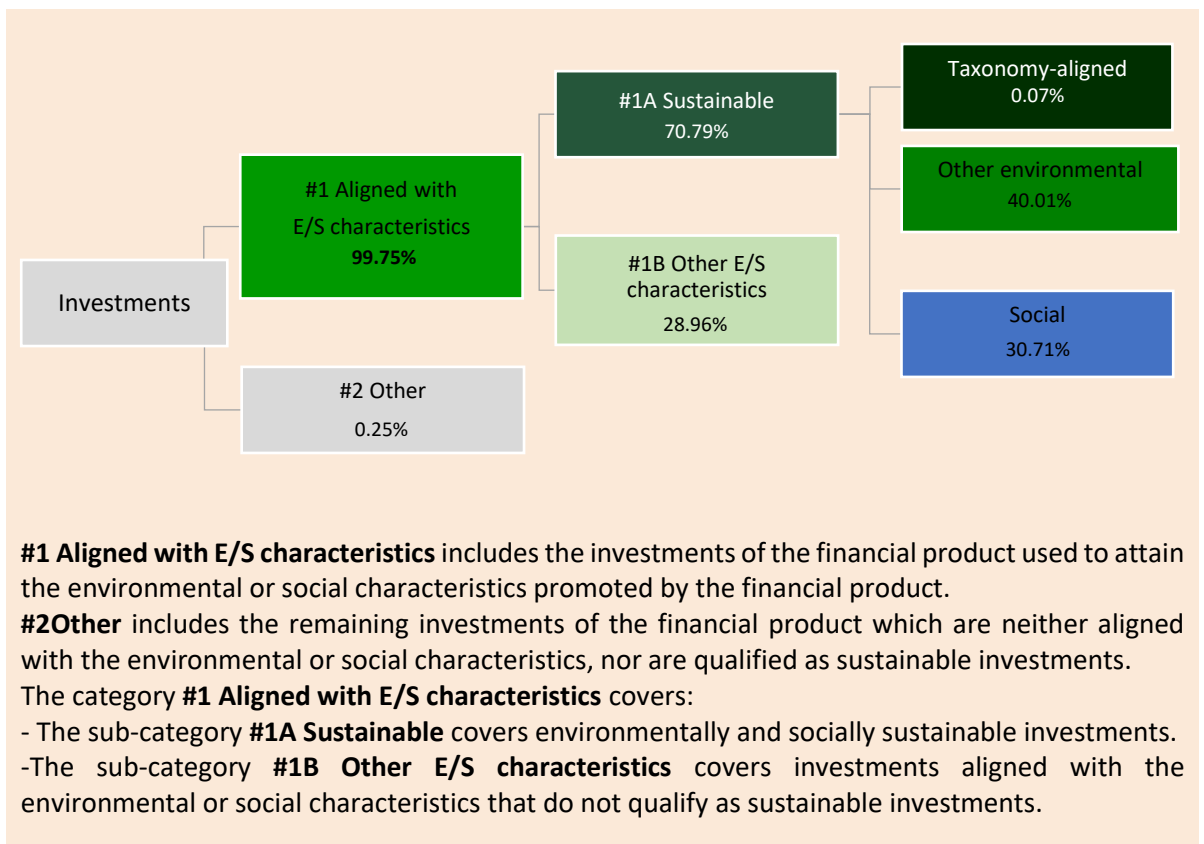 Investments
#1 Aligned with
E/S characteristics
99.75%
#2 Other
0.25%
#1A Sustainable
70.79%
#1B Other E/S
characteristics
28.96%
Taxonomy-aligned
0.07%
Other environmental
40.01%
Social
30.71%
#1 Aligned with E/S characteristics includes the investments of the financial product used to attain
the environmental or social characteristics promoted by the financial product.
#2Other includes the remaining investments of the financial product which are neither aligned
with the environmental or social characteristics, nor are qualified as sustainable investments.
The category #1 Aligned with E/S characteristics covers:
- The sub-category #1A Sustainable covers environmentally and socially sustainable investments.
-The sub-category #1B Other E/S characteristics covers investments aligned with the
environmental or social characteristics that do not qualify as sustainable investments.